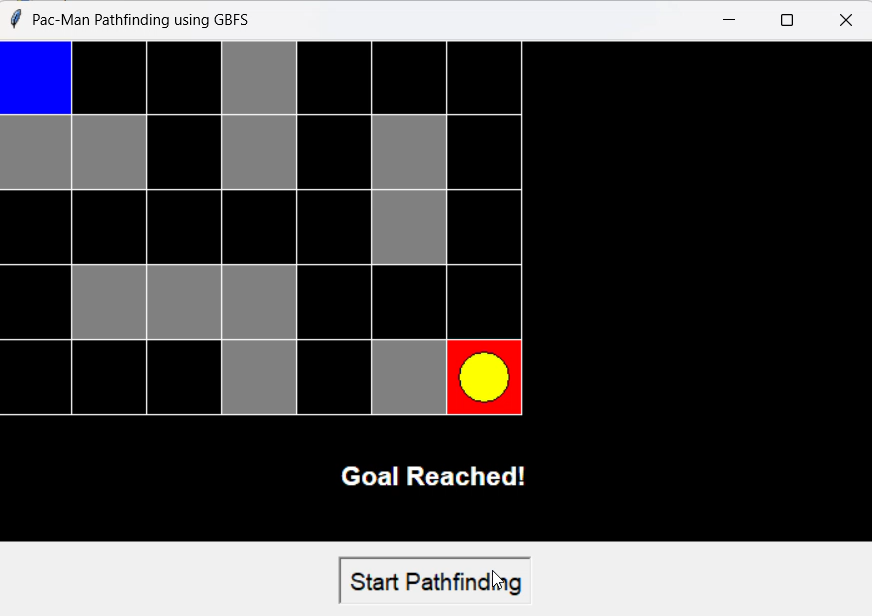 Pac-Man Pathfinding using GBFS
Goal Reached!
Start Pathfinding